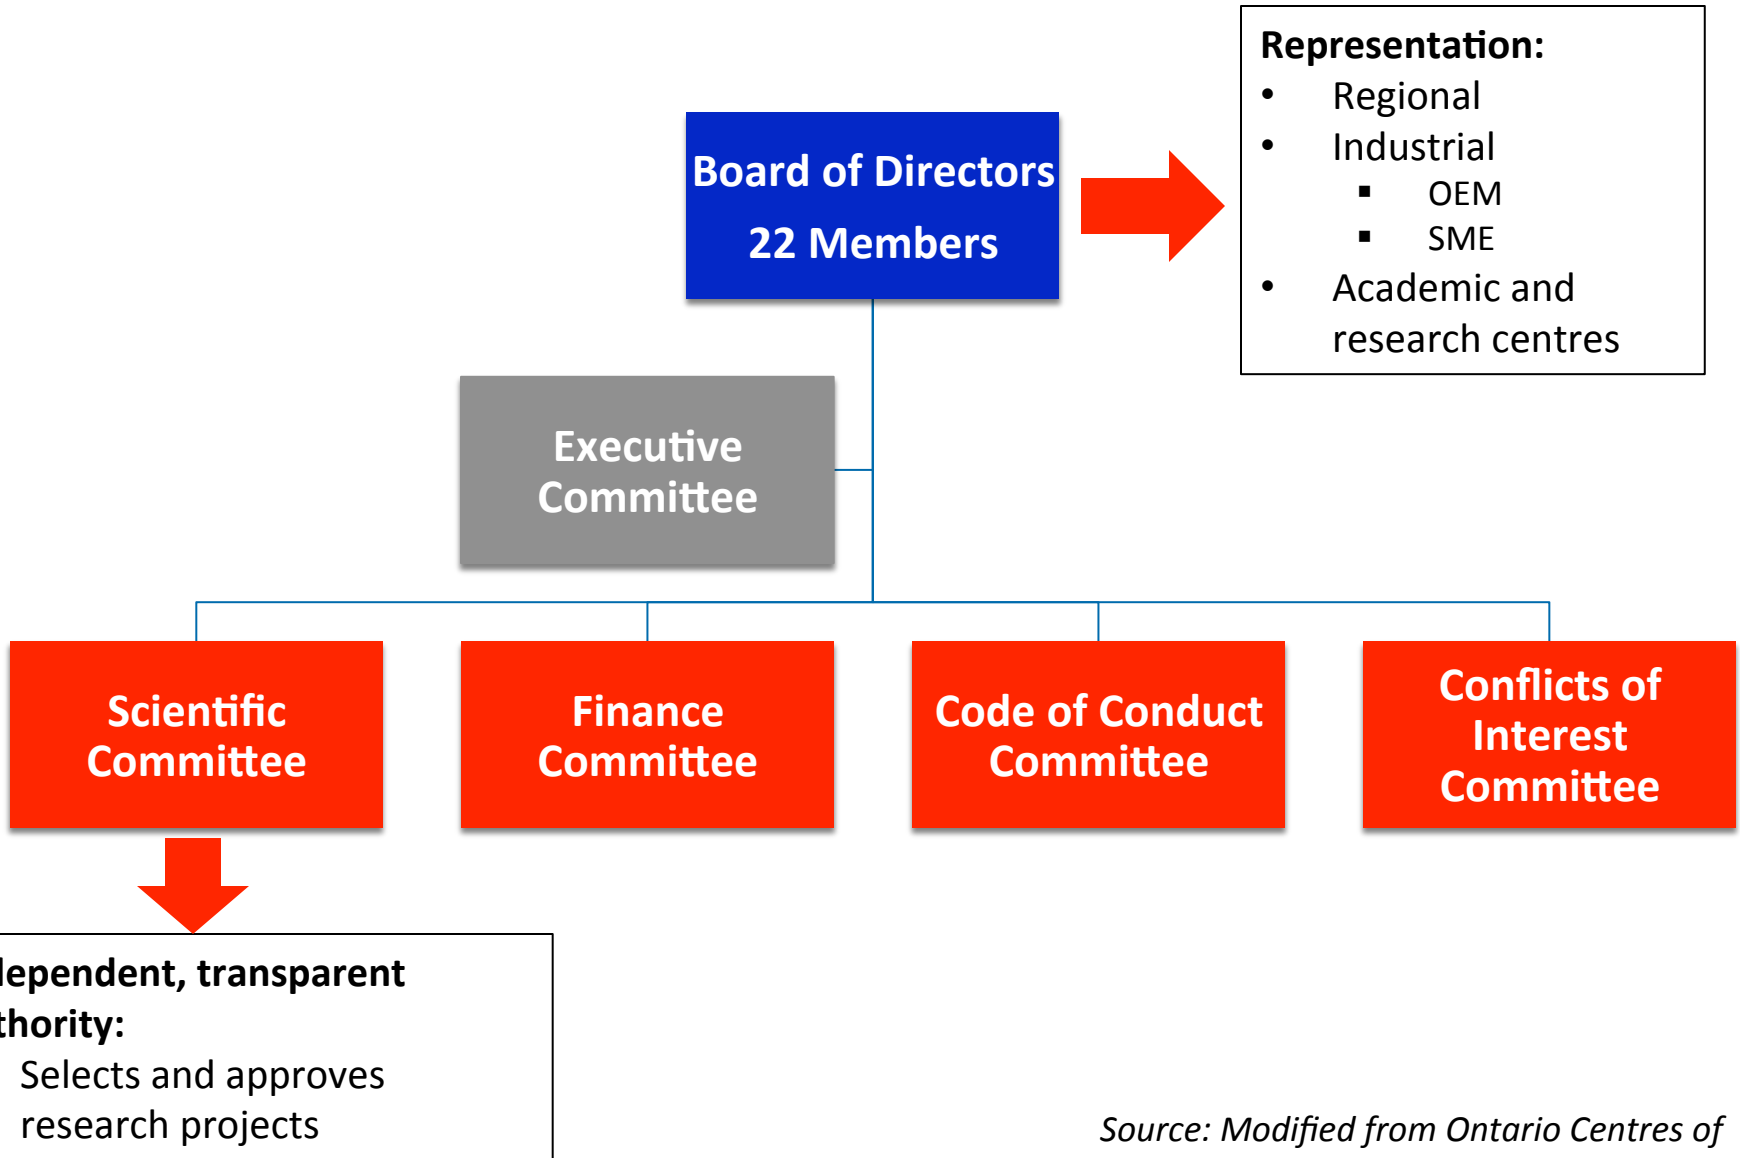 Representation:
• Regional
• Industrial
▪ OEM
▪ SME
• Academic and
research centres
Board of Directors
22 Members
Executive
Committee
Scientific
Committee
Finance
Committee
Code of Conduct
Committee
Conflicts of
Interest
Committee
dependent, transparent
thority:
Selects and approves
research projects
Source: Modified from Ontario Centres of